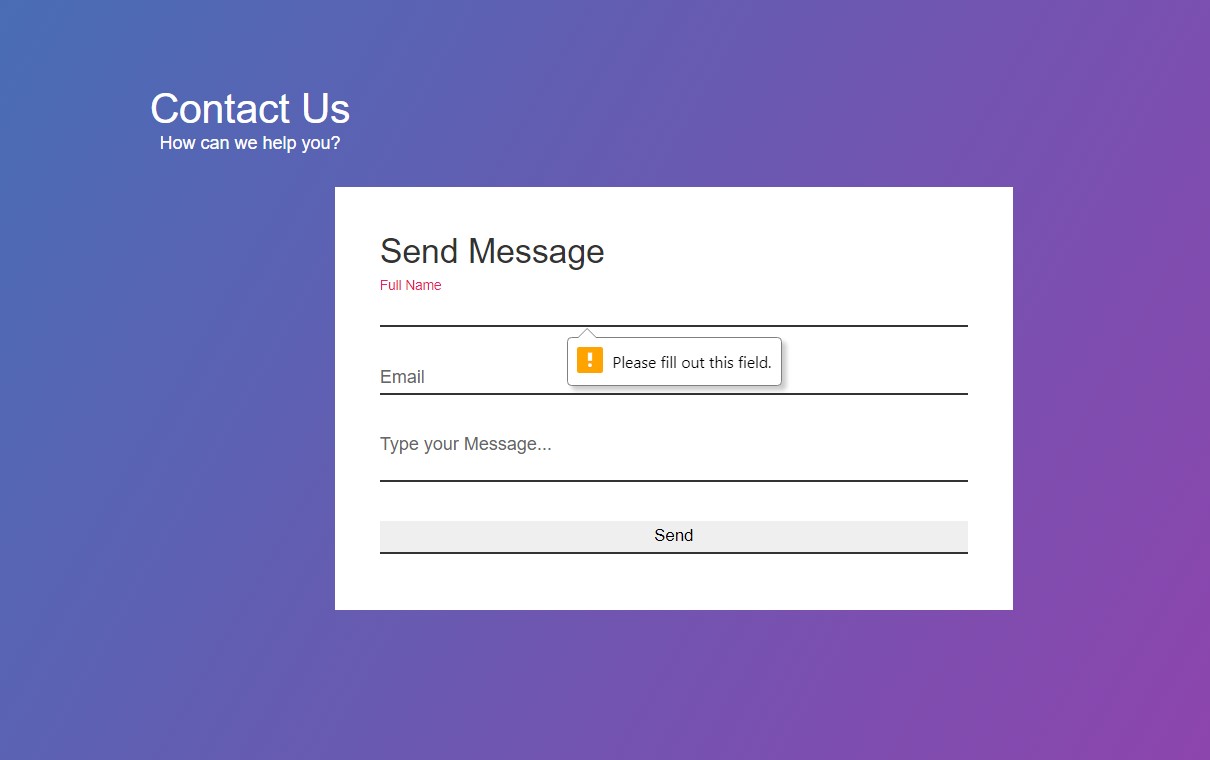 Contact Us
How can we help you?
Send Message
Full Name
Please fill out this field.
Email
Type your Message...
Send